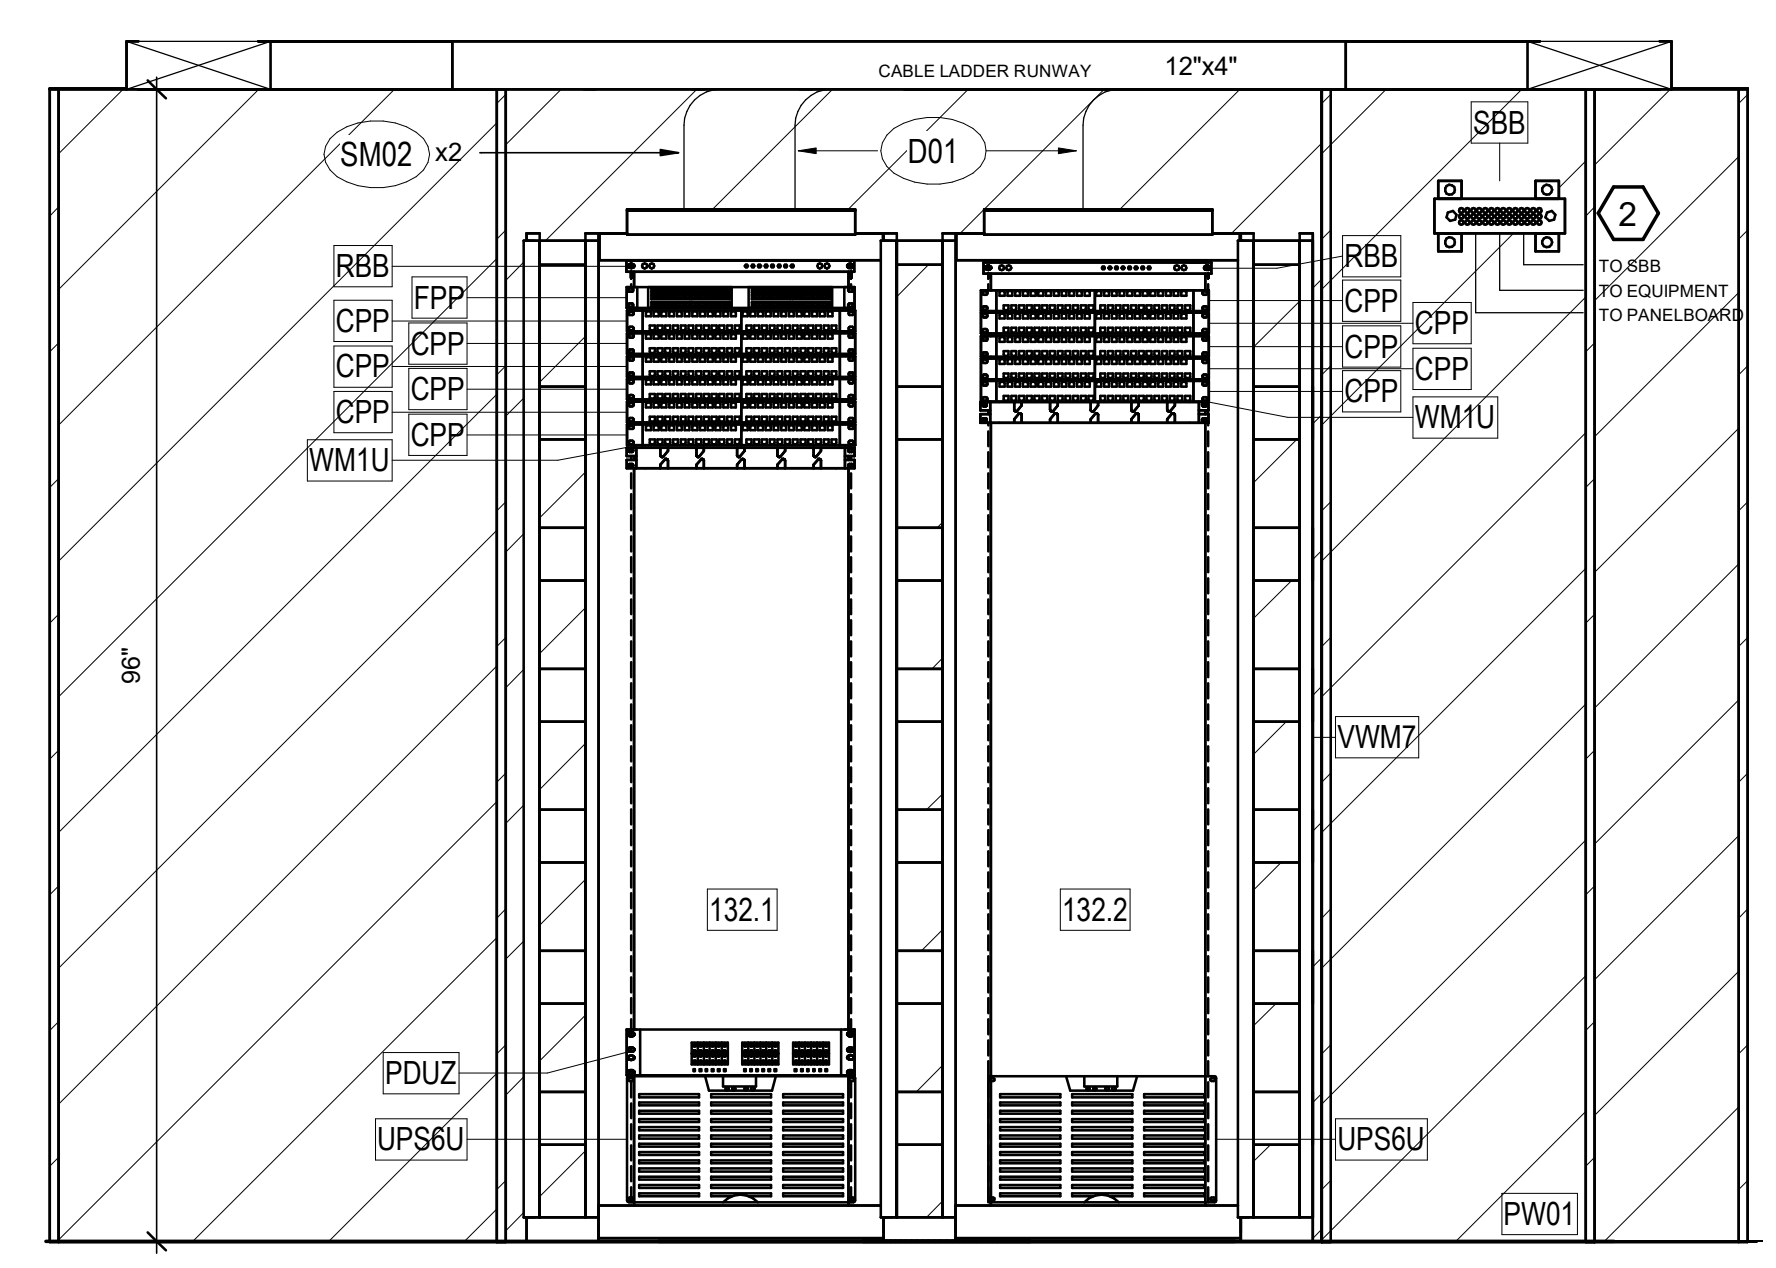 CABLE LADDER RUNWAY 12"x4"
SBB
SM02 x2
D01
2
RBB
RBB
TO SBB
FPP
TO EQUIPMENT
CPP
CPP
TO PANELBOARD
CPP
CPP
CPP
CPP
CPP
CPP
CPP
CPP
CPP
WM1U
WM1U
96"
VWM7
132.1
132.2
PDUZ
UPS6U
UPS6U
PW01